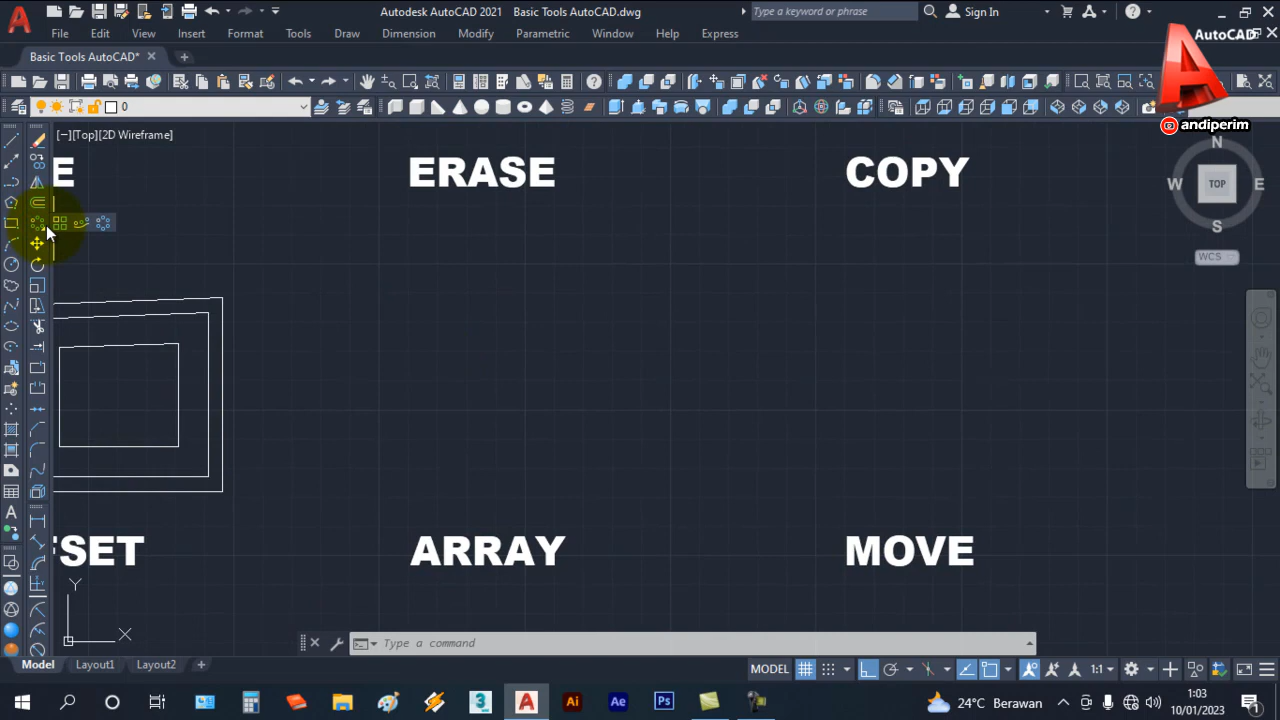 Autodesk AutoCAD 2021 Basic Tools AutoCAD.dwg
Type a keyword or phrase
Sign In
File Edit View Insert Format Tools Draw Dimension Modify Parametric Window Help Express
AutoCAD
Basic Tools AutoCAD*
0
andiperim
[−][Top][2D Wireframe]
E ERASE COPY
N
W TOP E
S
WCS
FSET ARRAY MOVE
Y
X
Type a command
Model Layout1 Layout2 +
MODEL
1:1
24°C Berawan
1:03
10/01/2023